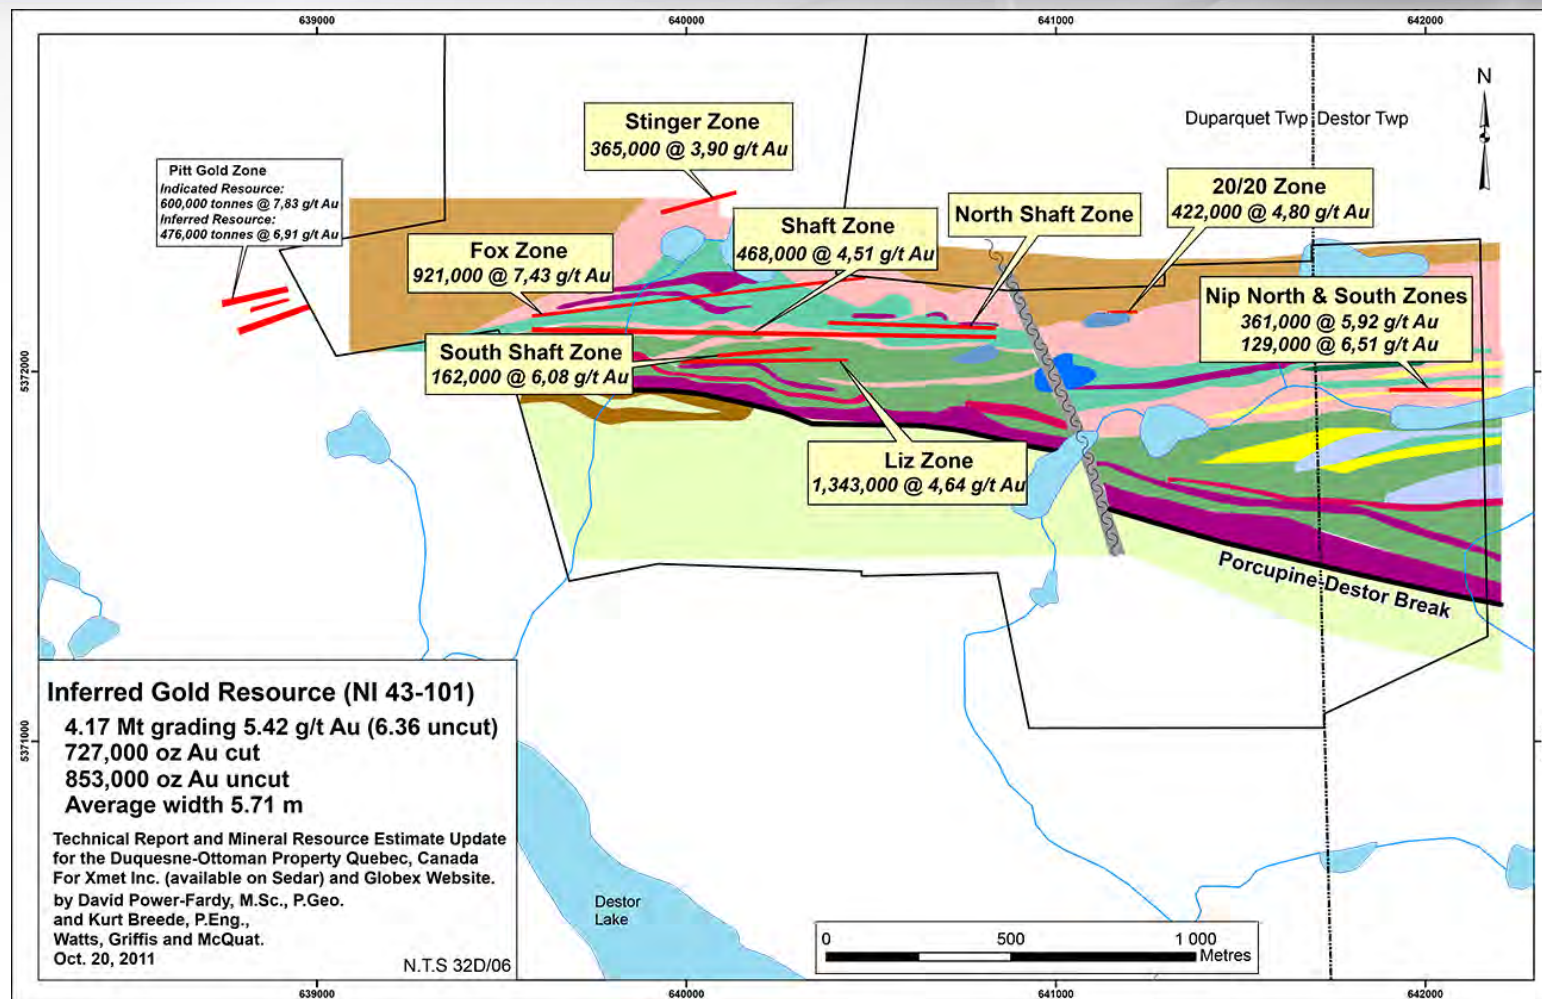 639000
640000
641000
642000
N
Duparquet Twp
Destor Twp
Stinger Zone
365,000 @ 3,90 g/t Au
Pitt Gold Zone
Indicated Resource:
600,000 tonnes @ 7,83 g/t Au
Inferred Resource:
476,000 tonnes @ 6,91 g/t Au
20/20 Zone
422,000 @ 4,80 g/t Au
North Shaft Zone
Shaft Zone
468,000 @ 4,51 g/t Au
Fox Zone
921,000 @ 7,43 g/t Au
Nip North & South Zones
361,000 @ 5,92 g/t Au
129,000 @ 6,51 g/t Au
South Shaft Zone
162,000 @ 6,08 g/t Au
5372000
5372000
Liz Zone
1,343,000 @ 4,64 g/t Au
Porcupine-Destor Break
Inferred Gold Resource (NI 43-101)
4.17 Mt grading 5.42 g/t Au (6.36 uncut)
727,000 oz Au cut
853,000 oz Au uncut
Average width 5.71 m
5371000
5371000
Technical Report and Mineral Resource Estimate Update
for the Duquesne-Ottoman Property Quebec, Canada
For Xmet Inc. (available on Sedar) and Globex Website.
by David Power-Fardy, M.Sc., P.Geo.
and Kurt Breede, P.Eng.,
Watts, Griffis and McQuat.
Oct. 20, 2011
N.T.S 32D/06
Destor
Lake
0
500
1 000
Metres
639000
640000
641000
642000